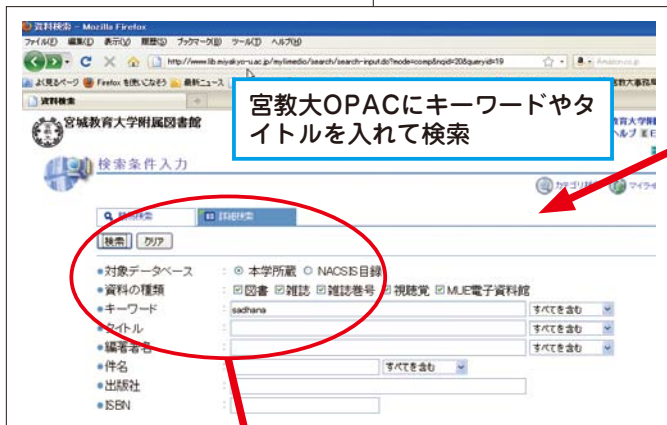 資料検索 - Mozilla Firefox
ファイル(F) 編集(E) 表示(V) 履歴(S) ブックマーク(B) ツール(T) ヘルプ(H)
http://www.lib.miyakyo-u.ac.jp/mylimedio/search/search-input.do?mode=comp&nqid=20&queryid=19
Amazon.co.jp
よく見るページ Firefox を使いこなそう 最新ニュース
資料検索
宮教大OPACにキーワードやタ
イトルを入れて検索
宮城教育大学附属図書館
検索条件入力
詳細検索
検索 クリア
対象データベース : 本学所蔵 NACSIS目録
資料の種類 : 図書 雑誌 雑誌巻号 視聴覚 MUE電子資料館
キーワード : sadhana すべてを含む
タイトル : すべてを含む
編著者名 : すべてを含む
件名 : すべてを含む
出版社 :
ISBN :